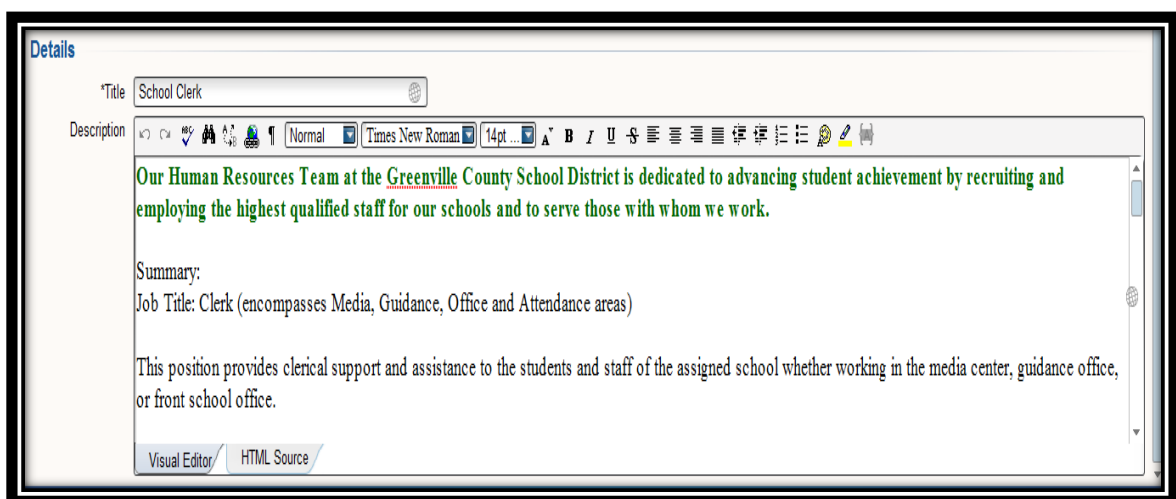 Details
*Title School Clerk
Description Normal Times New Roman 14pt ... A B I U S
Our Human Resources Team at the Greenville County School District is dedicated to advancing student achievement by recruiting and
employing the highest qualified staff for our schools and to serve those with whom we work.
Summary:
Job Title: Clerk (encompasses Media, Guidance, Office and Attendance areas)
This position provides clerical support and assistance to the students and staff of the assigned school whether working in the media center, guidance office,
or front school office.
Visual Editor HTML Source